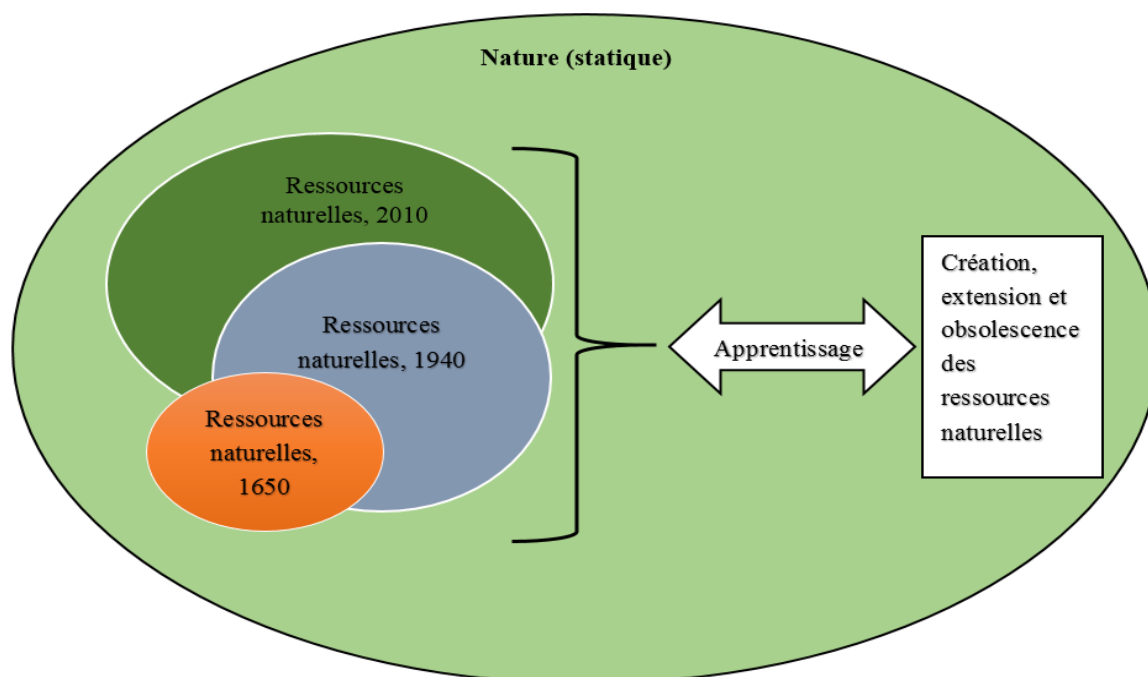 Nature (statique)
Ressources
naturelles, 2010
Ressources
naturelles, 1940
Ressources
naturelles,
1650
Apprentissage
Création,
extension et
obsolescence
des
ressources
naturelles